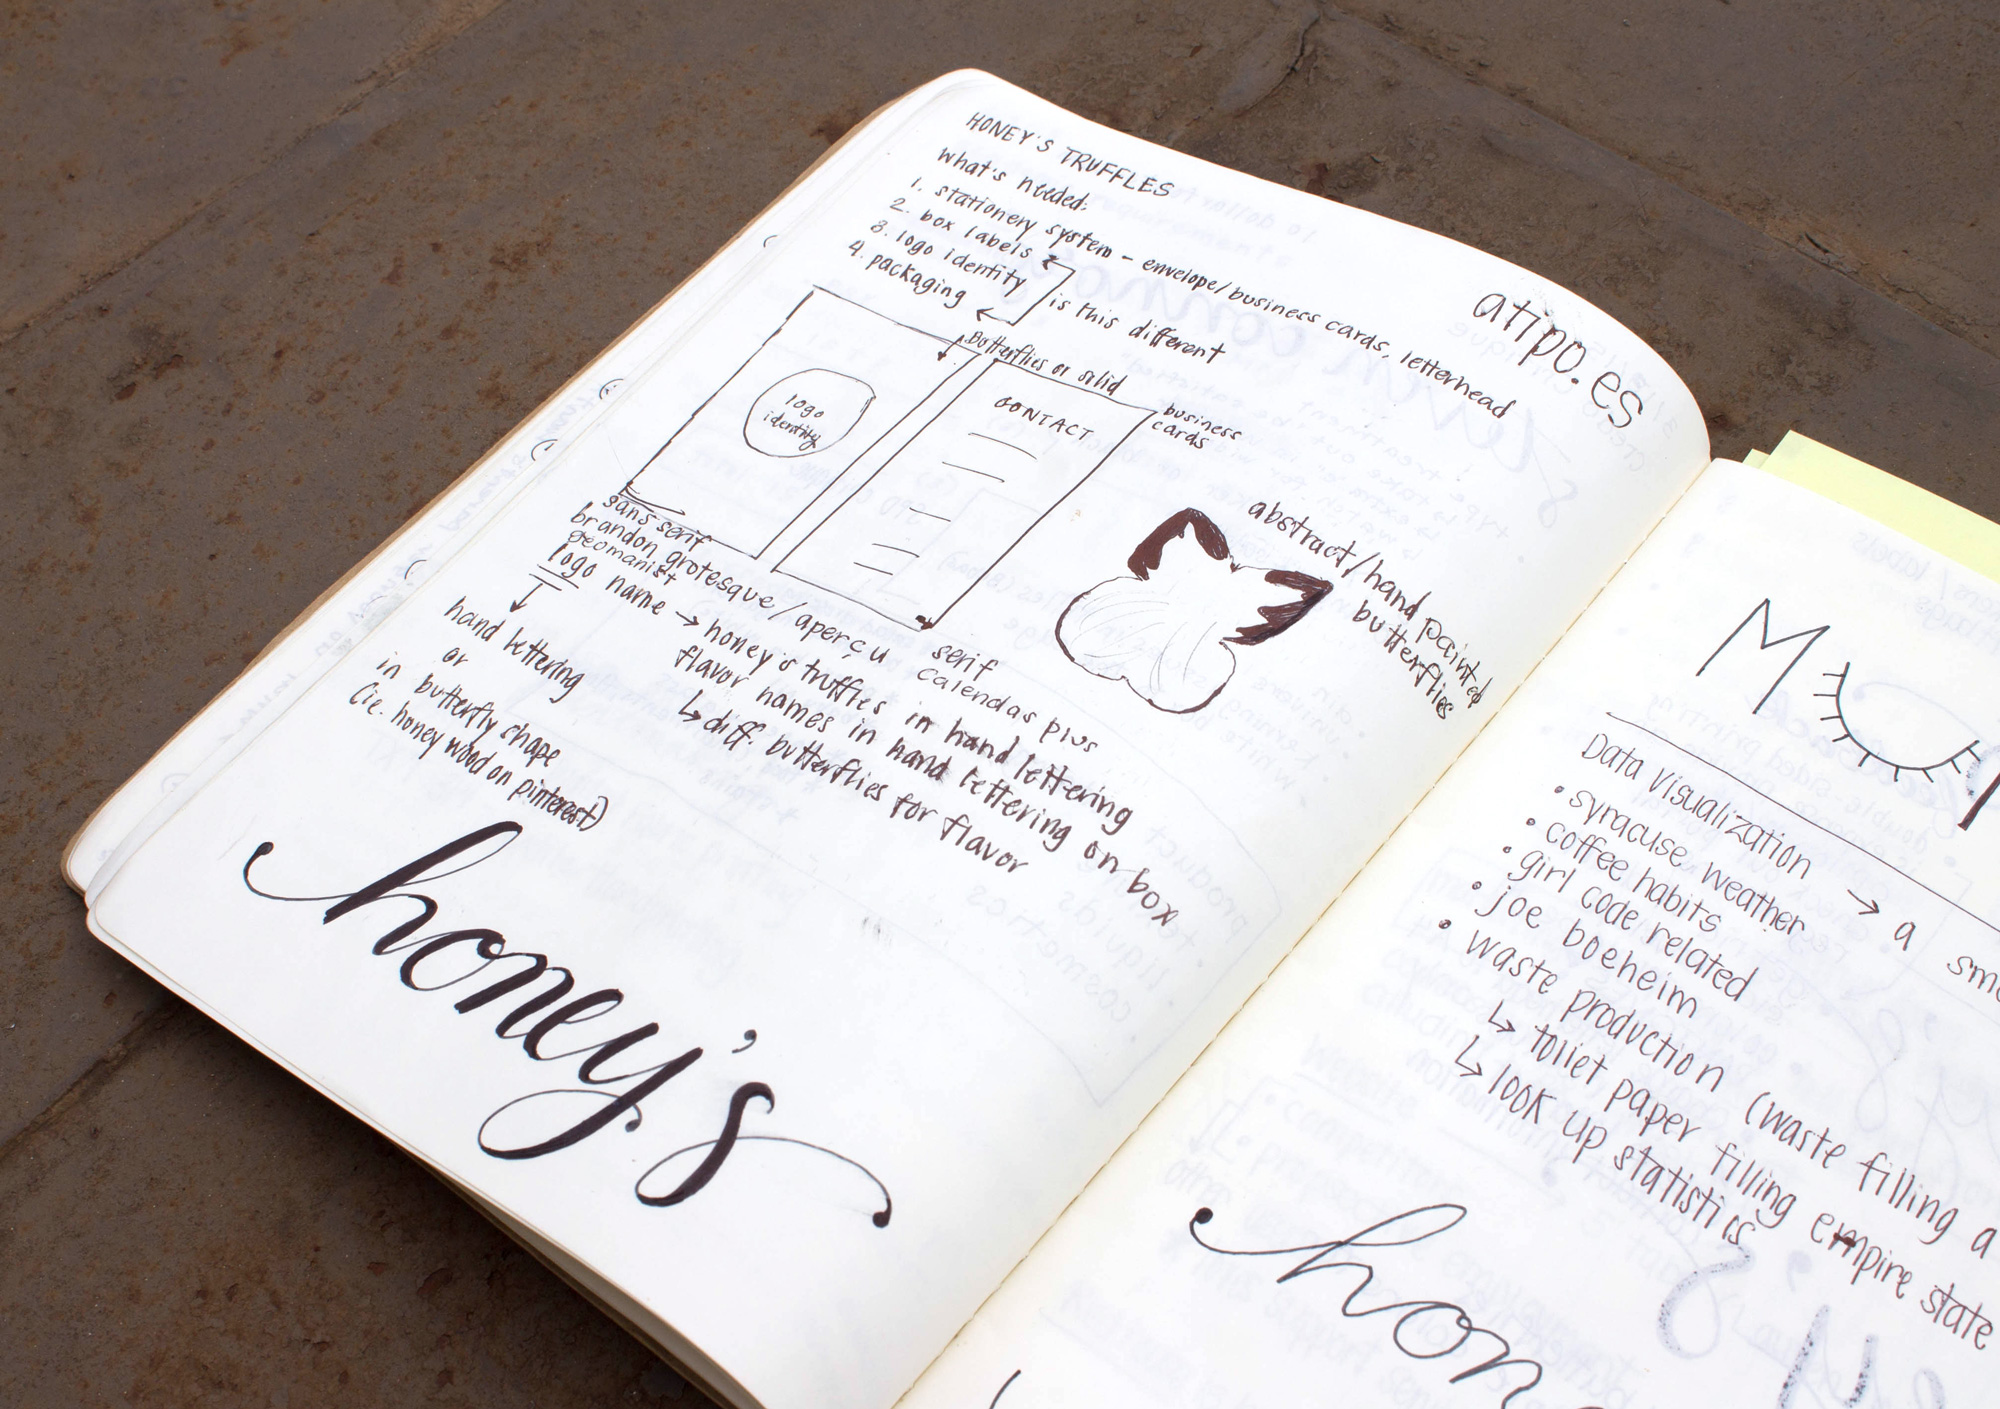 HONEY'S TRUFFLES
what's needed:
1. stationery system - envelope/business cards, letterhead
2. box labels
3. logo identity
4. packaging
is this different
atipo.es
Butterflies or solid
logo
identity
CONTACT
business
cards
abstract/hand painted
butterflies
sans serif
brandon grotesque/aperçu
geomanist
serif
calendas plus
logo name → honey's truffles in hand lettering
flavor names in hand lettering on box
↳ diff. butterflies for flavor
hand lettering
or
in butterfly shape
(ie. honey wood on pinterest)
honey's
M
Data Visualization
• syracuse weather → a
• coffee habits
• girl code related
• joe boeheim
• waste production (waste filling a
↳ toliet paper filling empire state
↳ look up statistics
hon